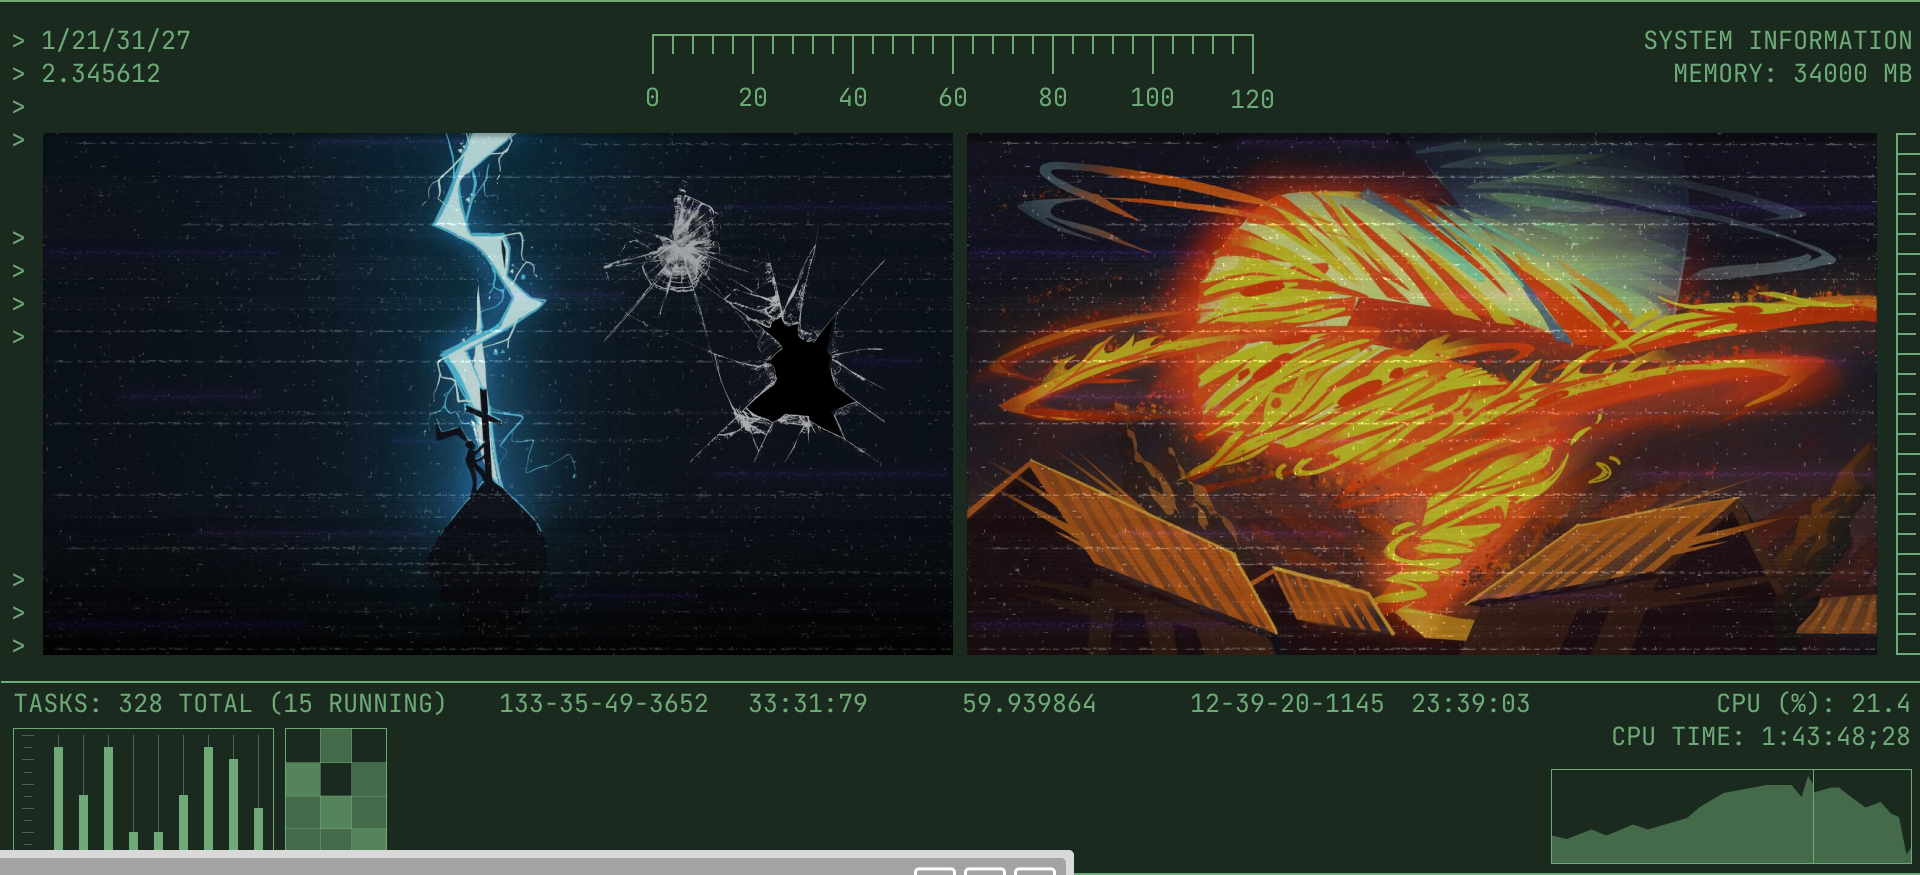 > 1/21/31/27
> 2.345612
>
>
0 20 40 60 80 100 120
SYSTEM INFORMATION
MEMORY: 34000 MB
>
>
>
>
>
>
>
TASKS: 328 TOTAL (15 RUNNING) 133-35-49-3652 33:31:79 59.939864 12-39-20-1145 23:39:03 CPU (%): 21.4
CPU TIME: 1:43:48;28